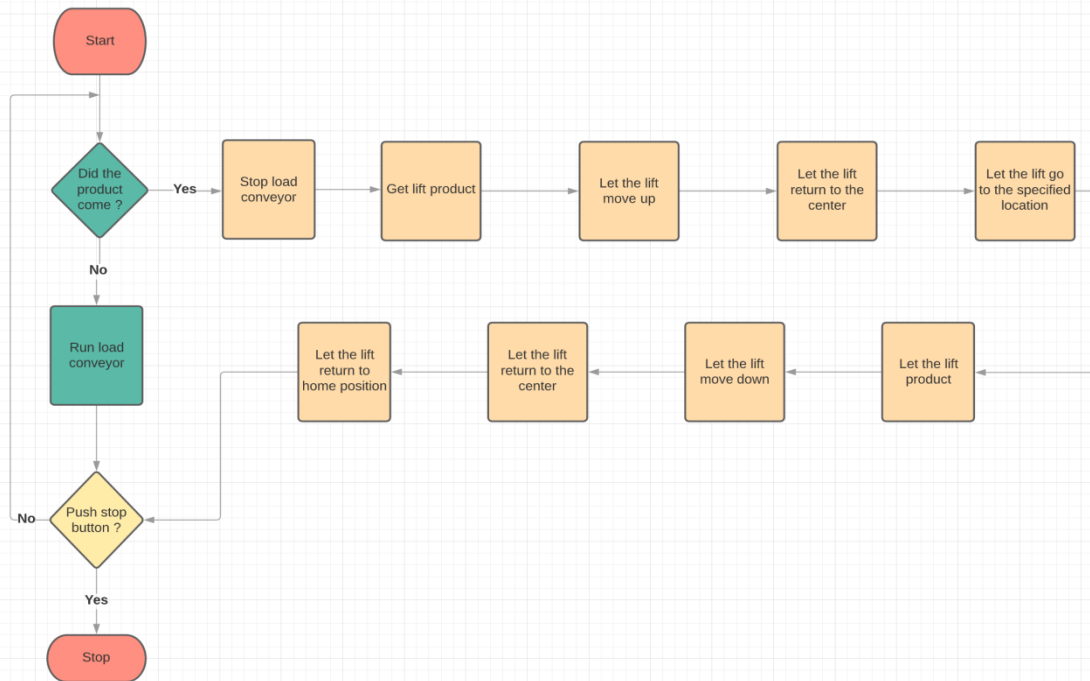 Start
Did the
product
come ?
Yes
Stop load
conveyor
Get lift product
Let the lift
move up
Let the lift
return to the
center
Let the lift go
to the specified
location
No
Run load
conveyor
Let the lift
return to
home position
Let the lift
return to the
center
Let the lift
move down
Let the lift
product
Push stop
button ?
No
Yes
Stop